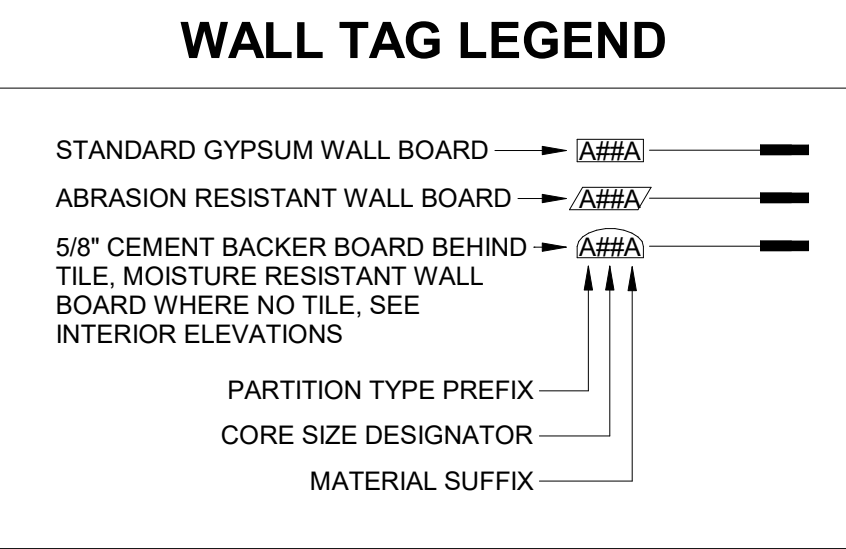 WALL TAG LEGEND
STANDARD GYPSUM WALL BOARD A##A
ABRASION RESISTANT WALL BOARD A##A
5/8" CEMENT BACKER BOARD BEHIND A##A
TILE, MOISTURE RESISTANT WALL
BOARD WHERE NO TILE, SEE
INTERIOR ELEVATIONS
PARTITION TYPE PREFIX
CORE SIZE DESIGNATOR
MATERIAL SUFFIX